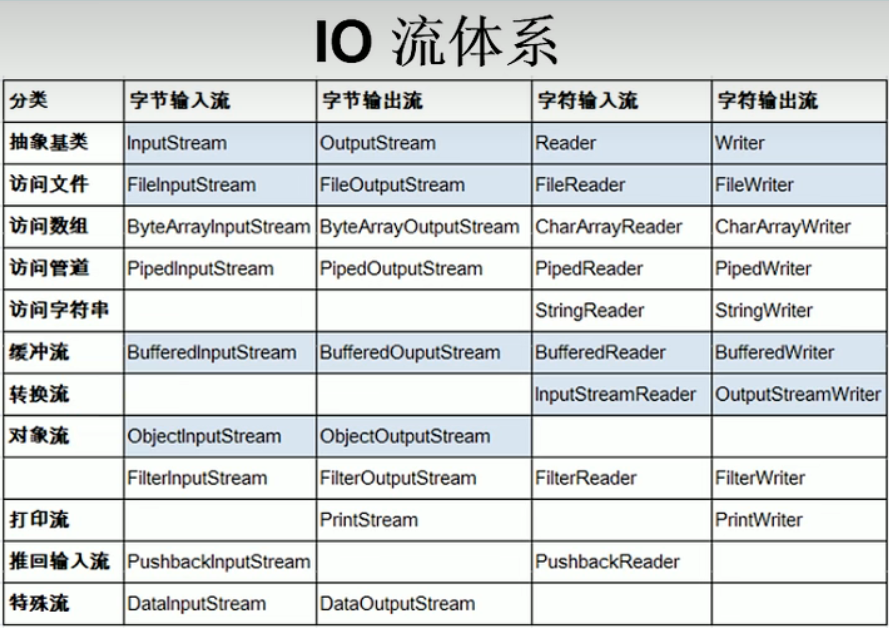 IO 流体系
分类 字节输入流 字节输出流 字符输入流 字符输出流
抽象基类 InputStream OutputStream Reader Writer
访问文件 FileInputStream FileOutputStream FileReader FileWriter
访问数组 ByteArrayInputStream ByteArrayOutputStream CharArrayReader CharArrayWriter
访问管道 PipedInputStream PipedOutputStream PipedReader PipedWriter
访问字符串 StringReader StringWriter
缓冲流 BufferedInputStream BufferedOuputStream BufferedReader BufferedWriter
转换流 InputStreamReader OutputStreamWriter
对象流 ObjectInputStream ObjectOutputStream
FilterInputStream FilterOutputStream FilterReader FilterWriter
打印流 PrintStream PrintWriter
推回输入流 PushbackInputStream PushbackReader
特殊流 DataInputStream DataOutputStream